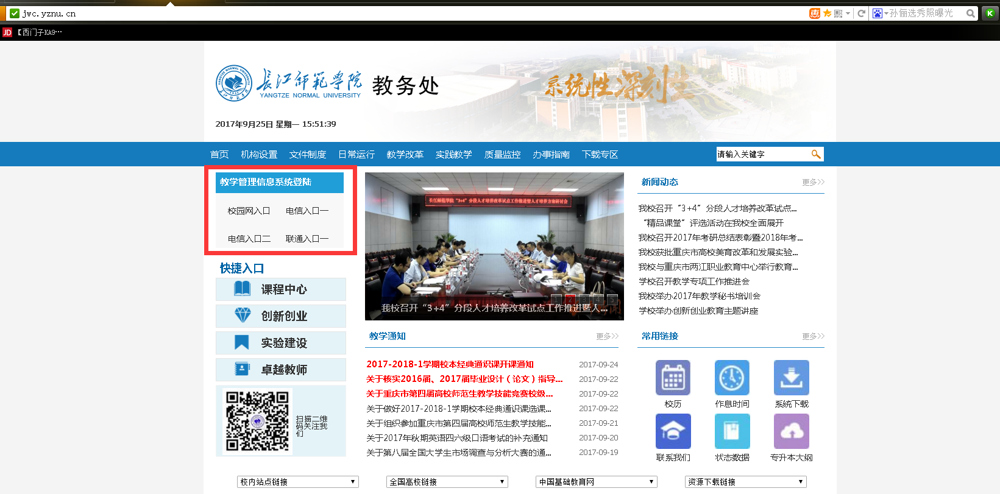 jwc.yznu.cn
惠
孙俪选秀照曝光
K
JD 【西门子KA9…
长江师范学院
YANGTZE NORMAL UNIVERSITY
教务处
系统性深刻
2017年9月25日 星期一 15:51:39
首页 机构设置 文件制度 日常运行 教学改革 实践教学 质量监控 办事指南 下载专区
请输入关键字
教学管理信息系统登陆
校园网入口 电信入口一
电信入口二 联通入口一
快捷入口
课程中心
创新创业
实验建设
卓越教师
扫描二维
码关注我
们
长江师范学院“3+4”分段人才培养改革试点工作推进暨人才培养方案研讨会
1 2 3 4 5
我校召开“3+4”分段人才培养改革试点工作推进暨人...
新闻动态 更多>>
我校召开“3+4”分段人才培养改革试点...
“精品课堂”评选活动在我校全面展开
我校召开2017年考研总结表彰暨2018年考...
我校获批重庆市高校美育改革和发展实验...
我校与重庆市两江职业教育中心举行教育...
学校召开教学专项工作推进会
我校举办2017年教学秘书培训会
学校举办创新创业教育主题讲座
教学通知 更多>>
2017-2018-1学期校本经典通识课开课通知 2017-09-24
关于核实2016届、2017届毕业设计（论文）指导... 2017-09-22
关于重庆市第四届高校师范生教学技能竞赛校级... 2017-09-22
关于做好2017-2018-1学期校本经典通识课选课... 2017-09-22
关于组织参加重庆市第四届高校师范生教学技能... 2017-09-21
关于2017年秋期英语四六级口语考试的补充通知 2017-09-20
关于第八届全国大学生市场调查与分析大赛的通... 2017-09-19
常用链接 更多>>
校历 作息时间 系统下载
联系我们 状态数据 专升本大纲
校内站点链接 全国高校链接 中国基础教育网 资源下载链接